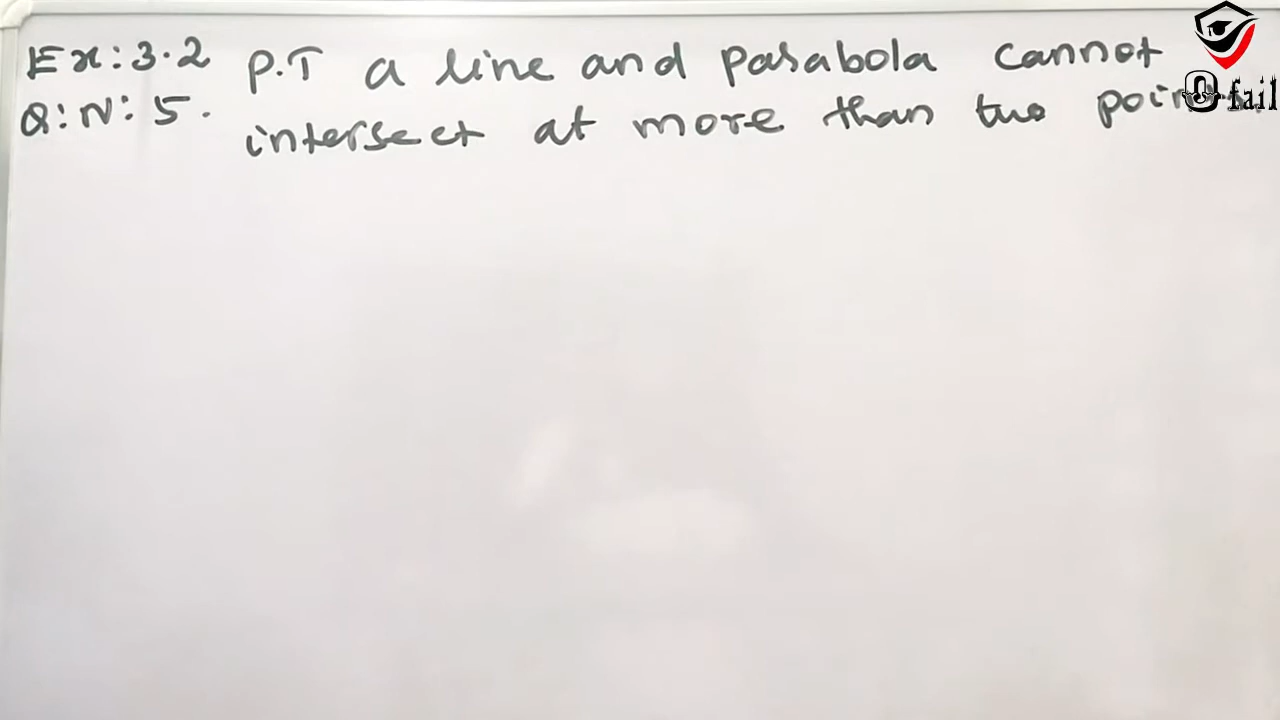 Ex: 3.2 P.T a line and parabola cannot
Q: N: 5. intersect at more than two points
0 fail